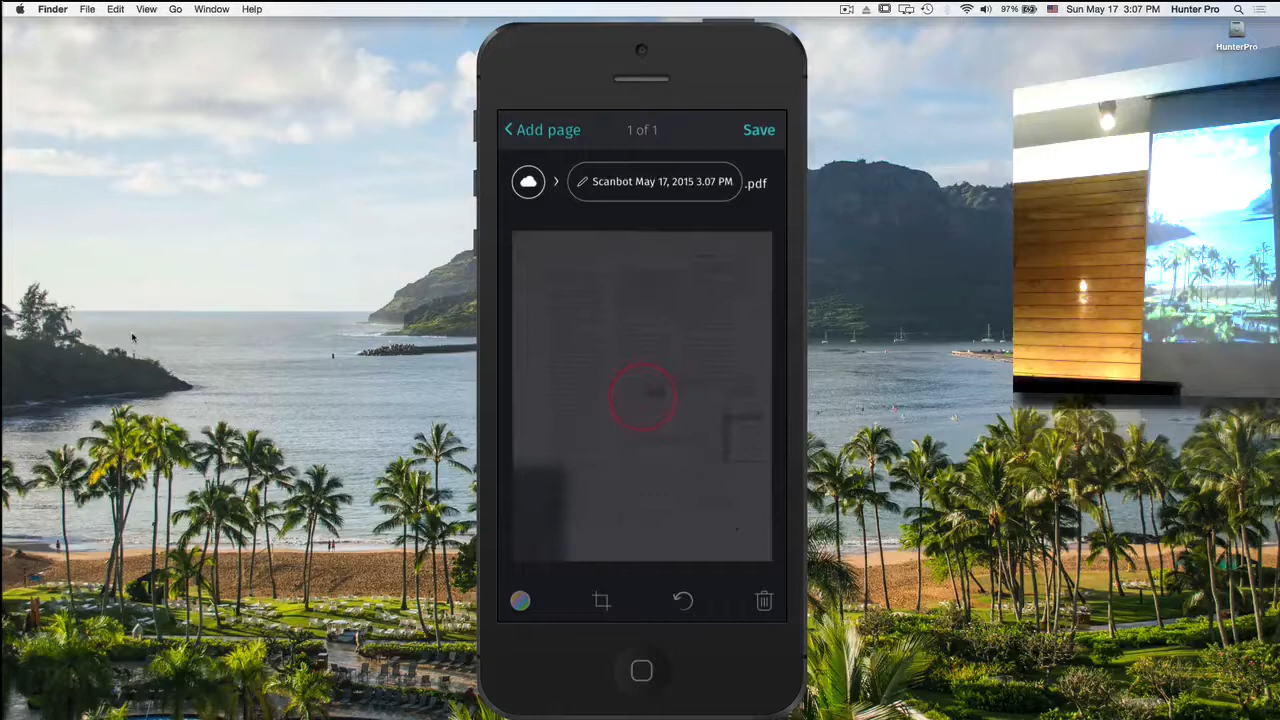 Finder File Edit View Go Window Help 97% Sun May 17 3:07 PM Hunter Pro
HunterPro
Add page 1 of 1 Save
Scanbot May 17, 2015 3.07 PM .pdf